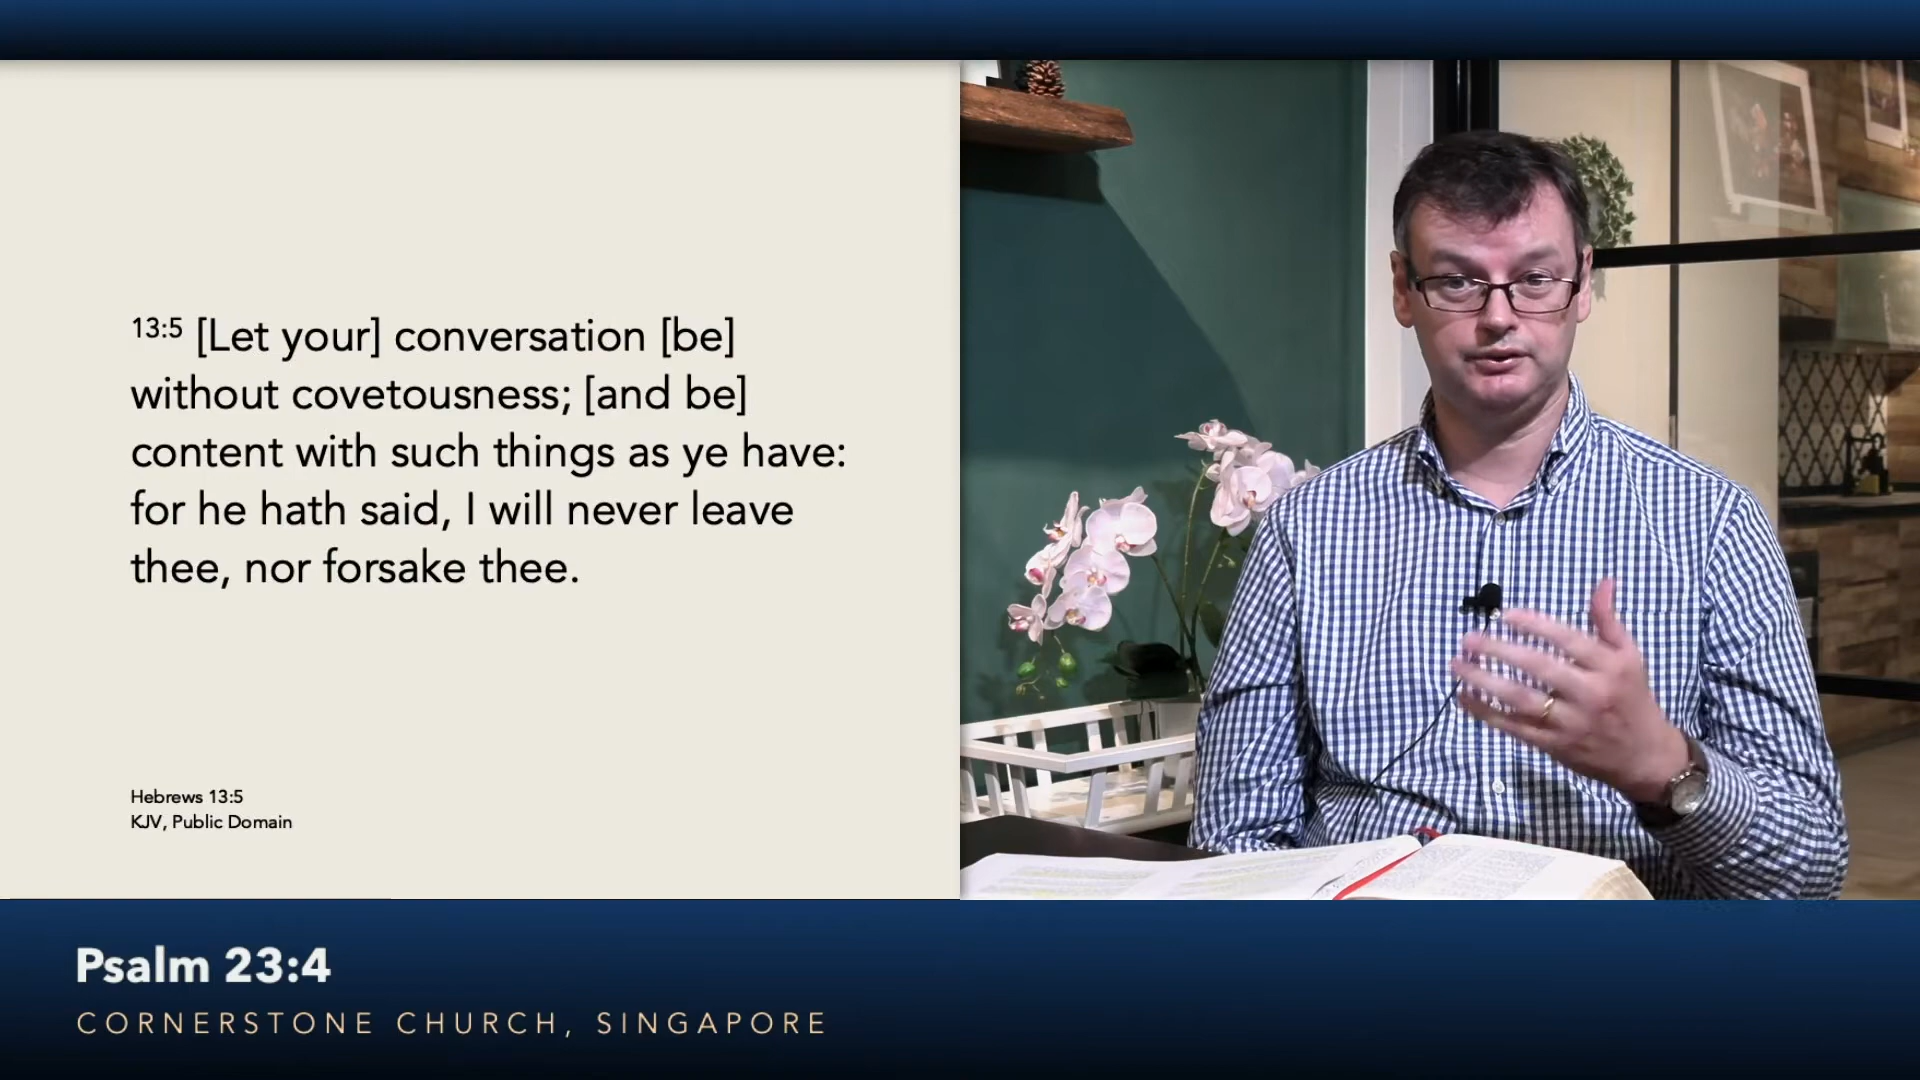 13:5 [Let your] conversation [be]
without covetousness; [and be]
content with such things as ye have:
for he hath said, I will never leave
thee, nor forsake thee.
Hebrews 13:5
KJV, Public Domain
Psalm 23:4
CORNERSTONE CHURCH, SINGAPORE